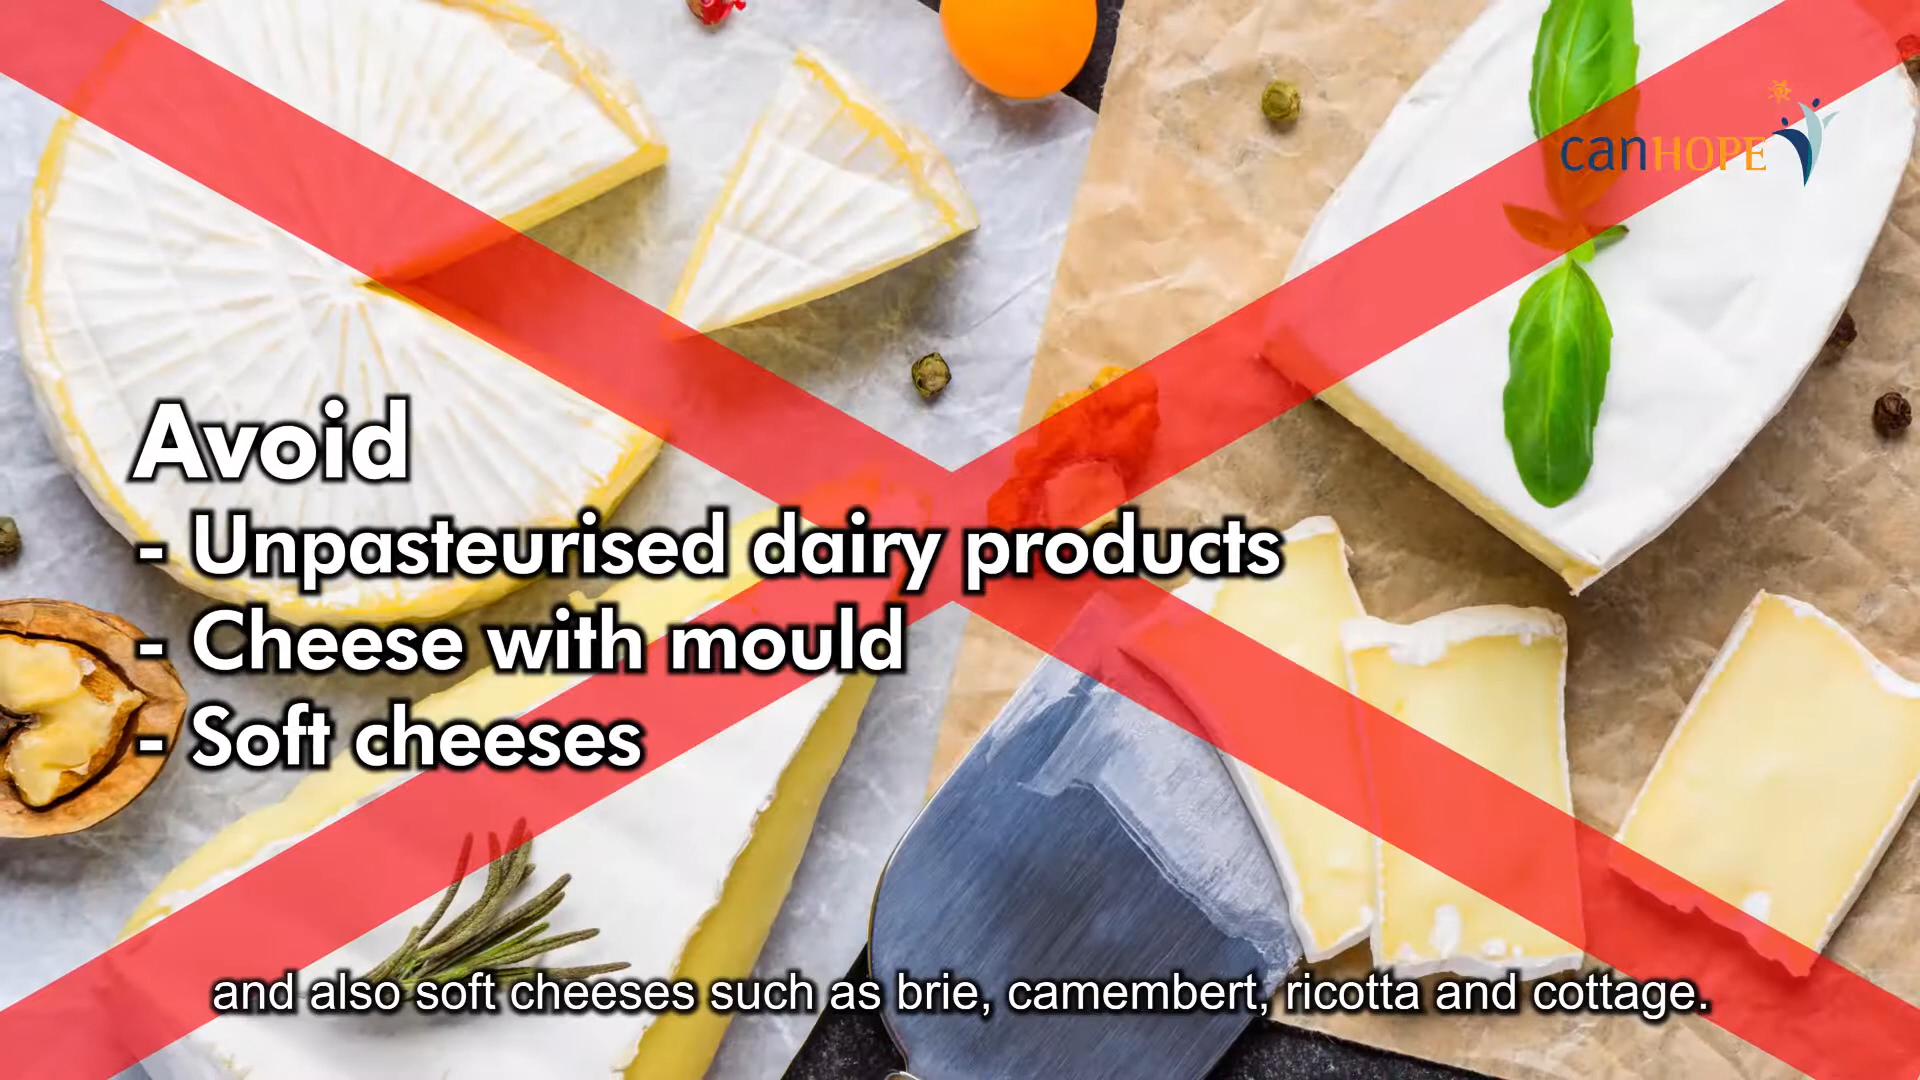 canHOPE
Avoid
- Unpasteurised dairy products
- Cheese with mould
- Soft cheeses
and also soft cheeses such as brie, camembert, ricotta and cottage.